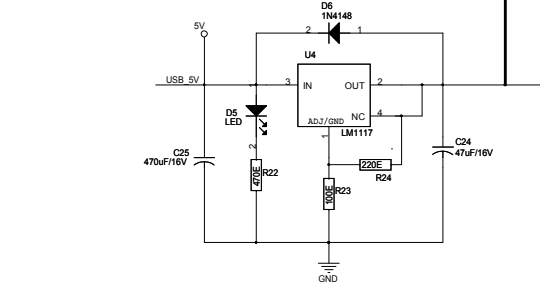 D6
1N4148
5V
2
1
U4
USB_5V
1
3
IN
OUT
2
D5
LED
NC
4
ADJ/GND
LM1117
1
2
C25
470uF/16V
470E
R22
220E
R24
C24
47uF/16V
100E
R23
GND